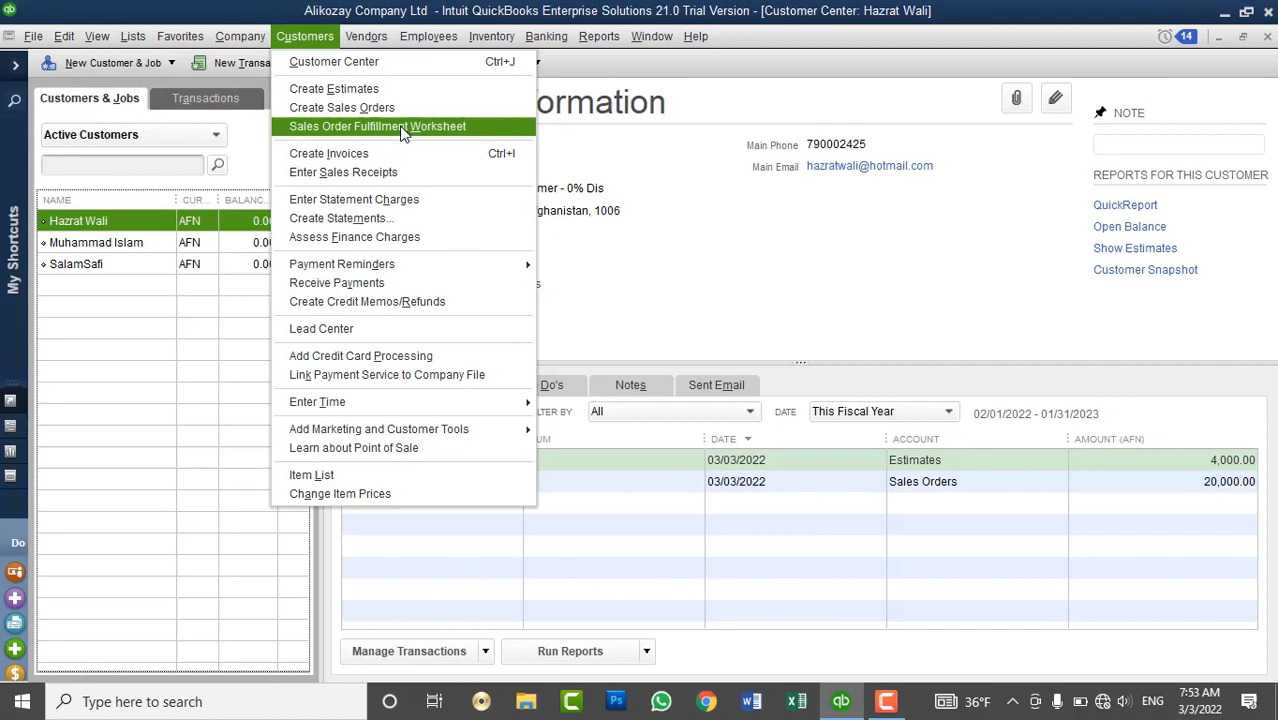 Alikozay Company Ltd - Intuit QuickBooks Enterprise Solutions 21.0 Trial Version - [Customer Center: Hazrat Wali]
File Edit View Lists Favorites Company Customers Vendors Employees Inventory Banking Reports Window Help 14
New Customer & Job New Transa
Customers & Jobs Transactions
Active Customers
NAME CUR... BALANC...
Hazrat Wali AFN 0.00
Muhammad Islam AFN 0.00
SalamSafi AFN 0.00
My Shortcuts
Do
Customer Center Ctrl+J
Create Estimates
Create Sales Orders
Sales Order Fulfillment Worksheet
Create Invoices Ctrl+I
Enter Sales Receipts
Enter Statement Charges
Create Statements...
Assess Finance Charges
Payment Reminders
Receive Payments
Create Credit Memos/Refunds
Lead Center
Add Credit Card Processing
Link Payment Service to Company File
Enter Time
Add Marketing and Customer Tools
Learn about Point of Sale
Item List
Change Item Prices
ormation
Main Phone 790002425
Main Email hazratwali@hotmail.com
mer - 0% Dis
ghanistan, 1006
s
NOTE
REPORTS FOR THIS CUSTOMER
QuickReport
Open Balance
Show Estimates
Customer Snapshot
Do's Notes Sent Email
LTER BY All DATE This Fiscal Year 02/01/2022 - 01/31/2023
UM DATE ACCOUNT AMOUNT (AFN)
03/03/2022 Estimates 4,000.00
03/03/2022 Sales Orders 20,000.00
Manage Transactions Run Reports
Type here to search 36°F ENG 7:53 AM
3/3/2022